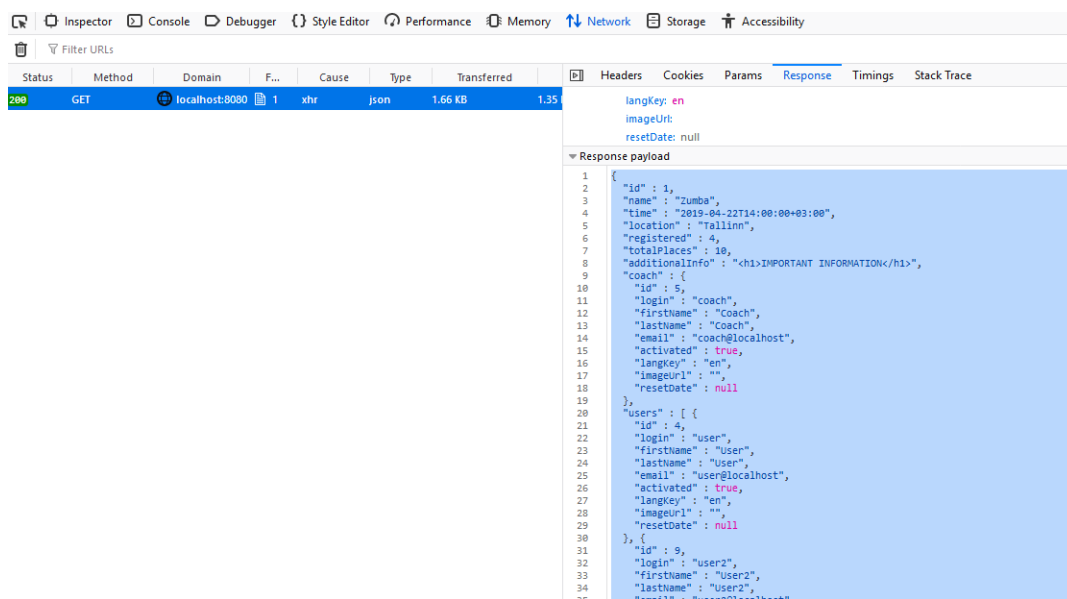 Inspector Console Debugger Style Editor Performance Memory Network Storage Accessibility
Filter URLs
Status Method Domain F... Cause Type Transferred
Headers Cookies Params Response Timings Stack Trace
200 GET localhost:8080 1 xhr json 1.66 KB 1.35
langKey: en
imageUrl:
resetDate: null
Response payload
1 {
2 "id" : 1,
3 "name" : "Zumba",
4 "time" : "2019-04-22T14:00:00+03:00",
5 "location" : "Tallinn",
6 "registered" : 4,
7 "totalPlaces" : 10,
8 "additionalInfo" : "<h1>IMPORTANT INFORMATION</h1>",
9 "coach" : {
10 "id" : 5,
11 "login" : "coach",
12 "firstName" : "Coach",
13 "lastName" : "Coach",
14 "email" : "coach@localhost",
15 "activated" : true,
16 "langKey" : "en",
17 "imageUrl" : "",
18 "resetDate" : null
19 },
20 "users" : [ {
21 "id" : 4,
22 "login" : "user",
23 "firstName" : "User",
24 "lastName" : "User",
25 "email" : "user@localhost",
26 "activated" : true,
27 "langKey" : "en",
28 "imageUrl" : "",
29 "resetDate" : null
30 }, {
31 "id" : 9,
32 "login" : "user2",
33 "firstName" : "User2",
34 "lastName" : "User2",